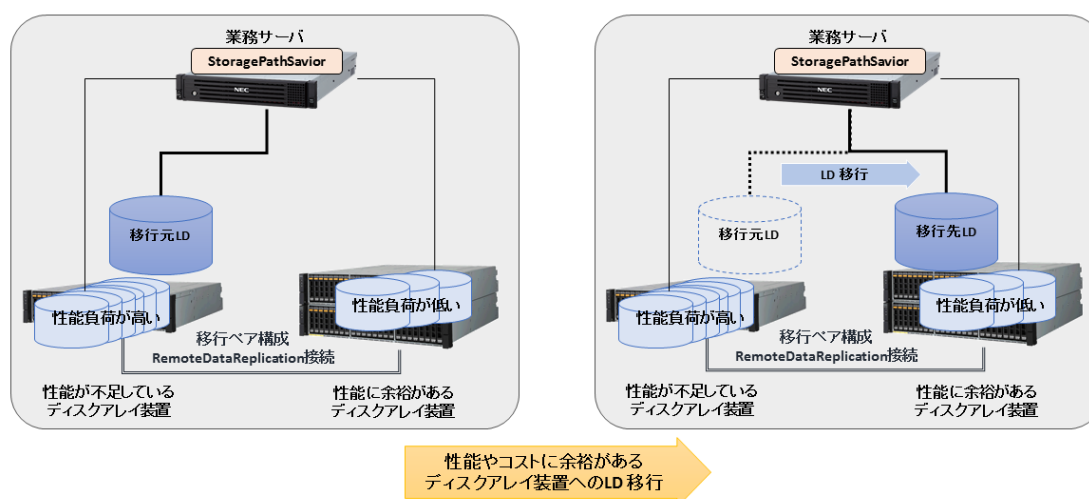 業務サーバ
StoragePathSavior
NEC
移行元LD
性能負荷が高い
性能負荷が低い
移行ペア構成
RemoteDataReplication接続
性能が不足している
ディスクアレイ装置
性能に余裕がある
ディスクアレイ装置
業務サーバ
StoragePathSavior
NEC
LD 移行
移行元LD
移行先LD
性能負荷が高い
性能負荷が低い
移行ペア構成
RemoteDataReplication接続
性能が不足している
ディスクアレイ装置
性能に余裕がある
ディスクアレイ装置
性能やコストに余裕がある
ディスクアレイ装置へのLD 移行